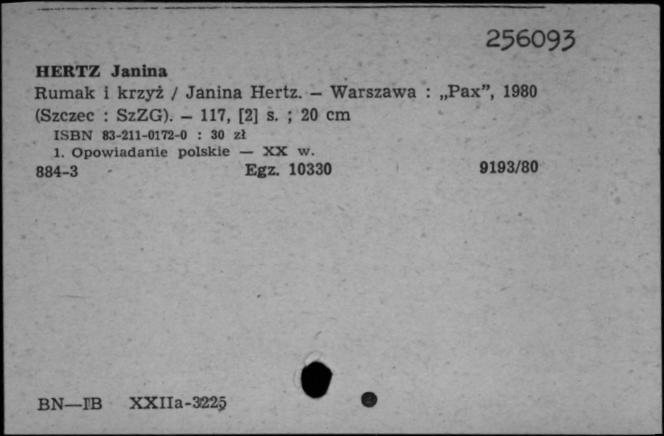 256093
HERTZ Janina
Rumak i krzyż / Janina Hertz. — Warszawa : „Pax”, 1980
(Szczec : SzZG). — 117, [2] s. ; 20 cm
ISBN 83-211-0172-0 : 30 zł
1. Opowiadanie polskie — XX w.
884-3 Egz. 10330 9193/80
BN—IB XXIIa-3225